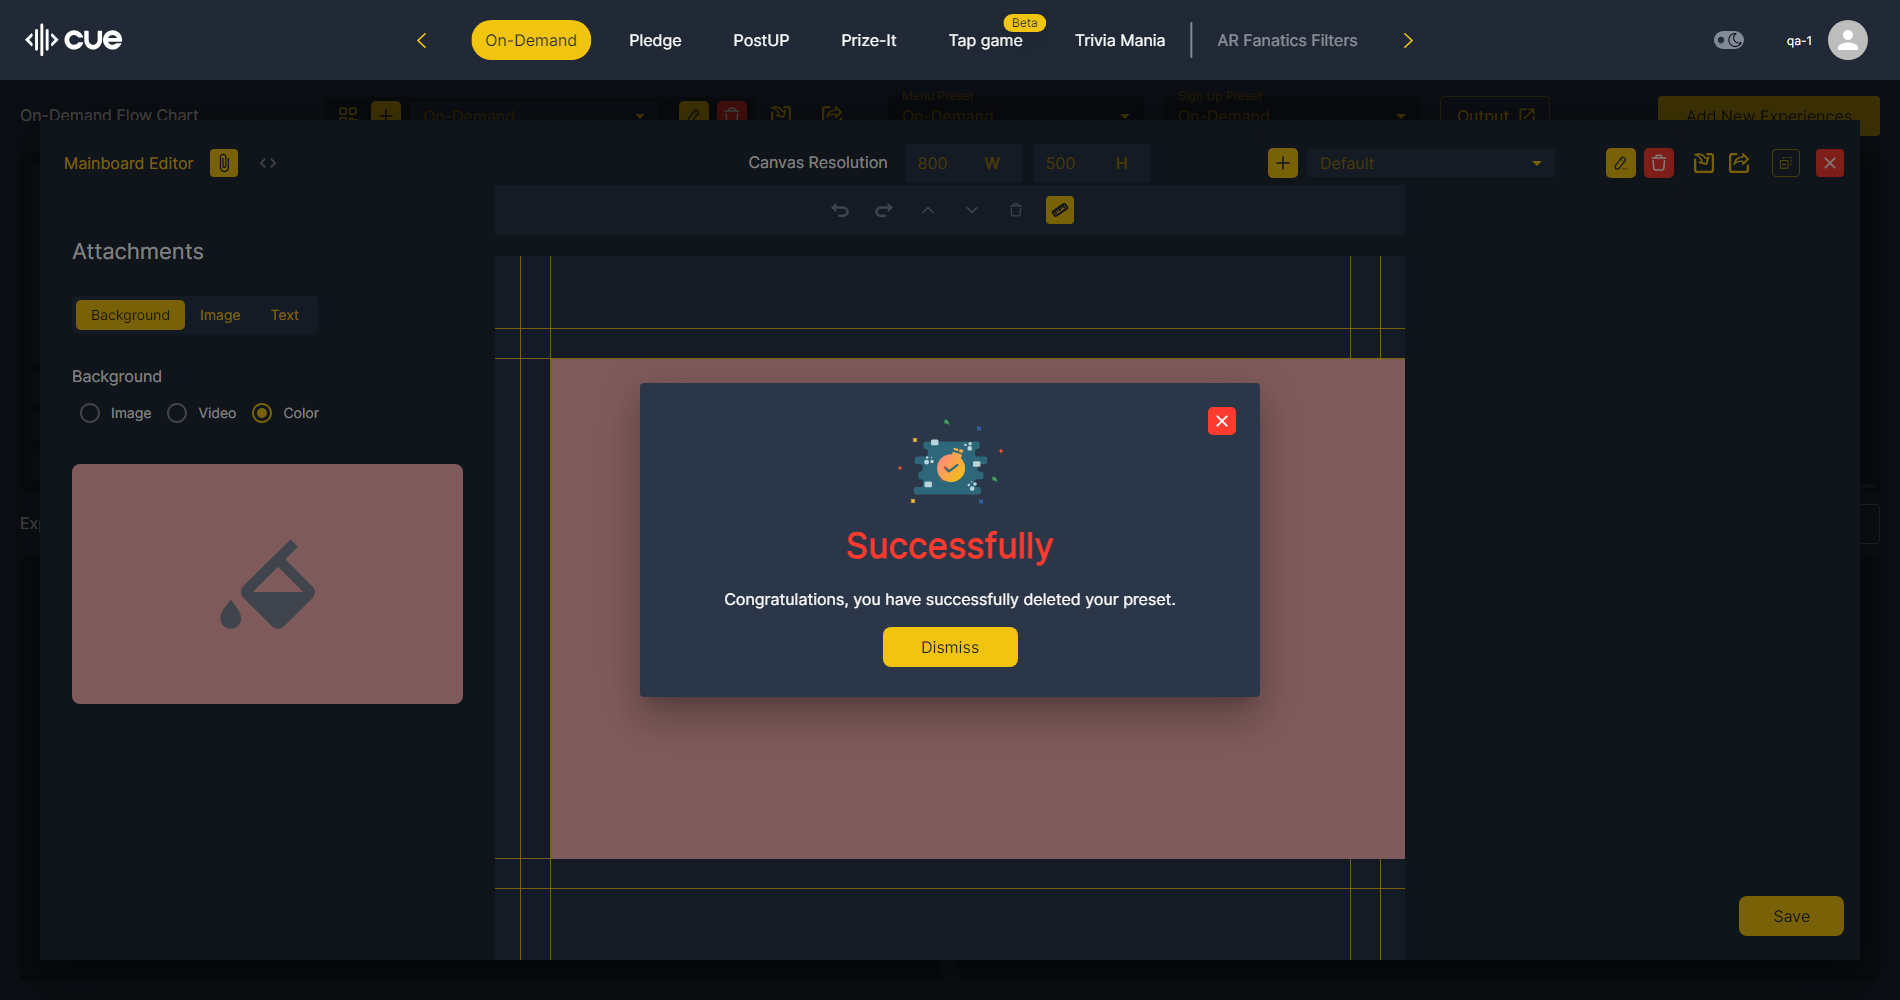 cue
On-Demand
Pledge
PostUP
Prize-It
Tap game
Beta
Trivia Mania
AR Fanatics Filters
qa-1
On-Demand Flow Chart
On-Demand
Menu Preset
On-Demand
Sign Up Preset
On-Demand
Output
Add New Experiences
Mainboard Editor
Canvas Resolution
800 W
500 H
Default
Attachments
Background
Image
Text
Background
Image
Video
Color
Successfully
Congratulations, you have successfully deleted your preset.
Dismiss
Save